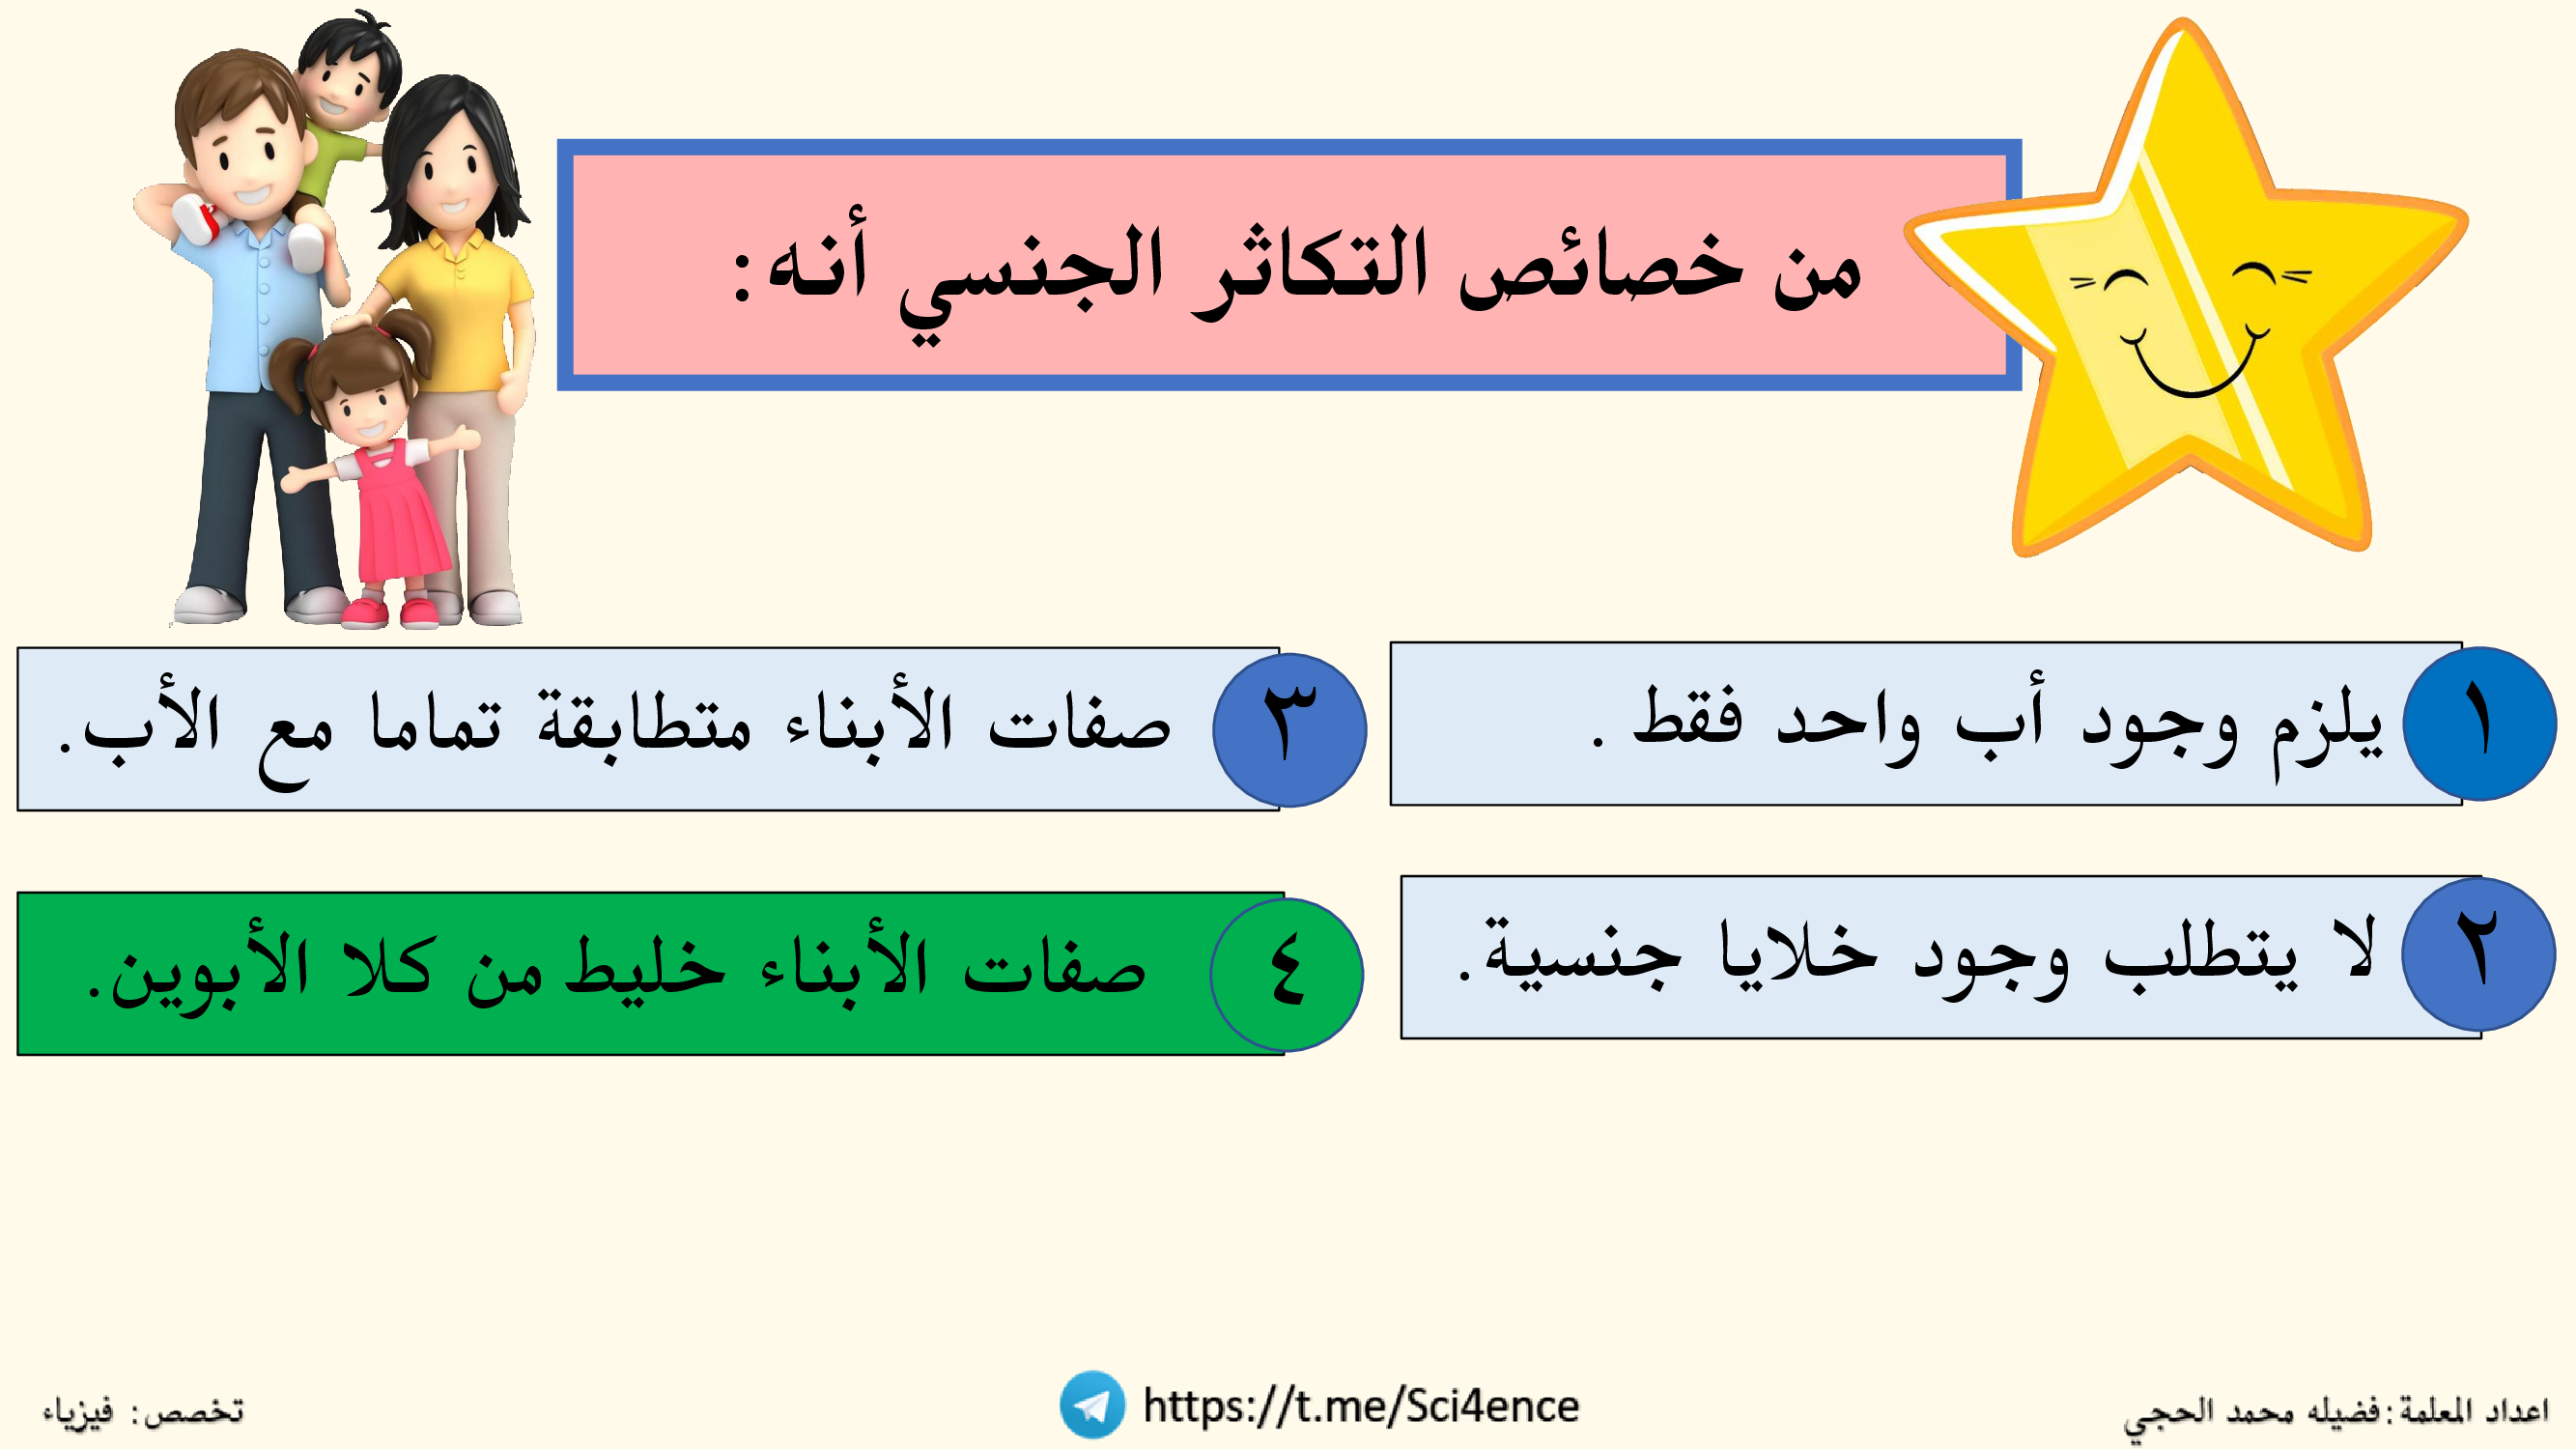 من خصائص التكاثر الجنسي أنه:
١ يلزم وجود أب واحد فقط .
٢ لا يتطلب وجود خلايا جنسية.
٣ صفات الأبناء متطابقة تماما مع الأب.
٤ صفات الأبناء خليط من كلا الأبوين.
اعداد المعلمة:فضيله محمد الحجي
https://t.me/Sci4ence
تخصص: فيزياء